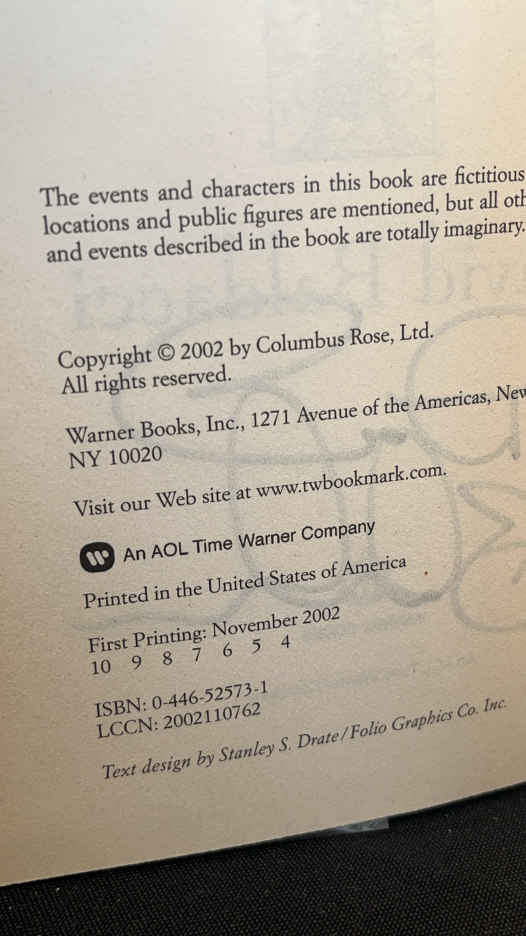 The events and characters in this book are fictitious
locations and public figures are mentioned, but all oth
and events described in the book are totally imaginary.
Copyright © 2002 by Columbus Rose, Ltd.
All rights reserved.
Warner Books, Inc., 1271 Avenue of the Americas, New
NY 10020
Visit our Web site at www.twbookmark.com.
An AOL Time Warner Company
Printed in the United States of America
First Printing: November 2002
10 9 8 7 6 5 4
ISBN: 0-446-52573-1
LCCN: 2002110762
Text design by Stanley S. Drate/Folio Graphics Co. Inc.